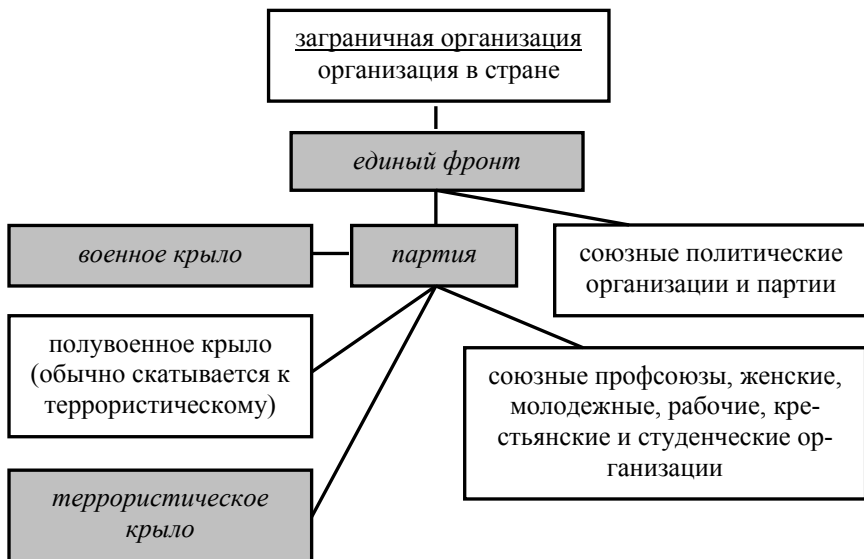 заграничная организация
организация в стране
единый фронт
военное крыло
партия
союзные политические
организации и партии
полувоенное крыло
(обычно скатывается к
террористическому)
союзные профсоюзы, женские,
молодежные, рабочие, кре-
стьянские и студенческие ор-
ганизации
террористическое
крыло